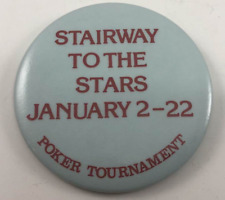 STAIRWAY
TO THE
STARS
JANUARY 2-22
POKER TOURNAMENT